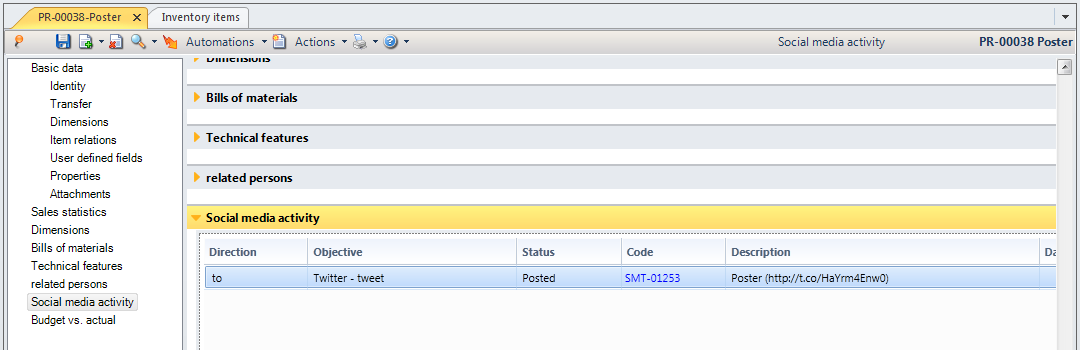 PR-00038-Poster
Inventory items
Automations Actions Social media activity PR-00038 Poster
Basic data
Identity
Transfer
Dimensions
Item relations
User defined fields
Properties
Attachments
Sales statistics
Dimensions
Bills of materials
Technical features
related persons
Social media activity
Budget vs. actual
Dimensions
Bills of materials
Technical features
related persons
Social media activity
Direction Objective Status Code Description Da
to Twitter - tweet Posted SMT-01253 Poster (http://t.co/HaYrm4Enw0)